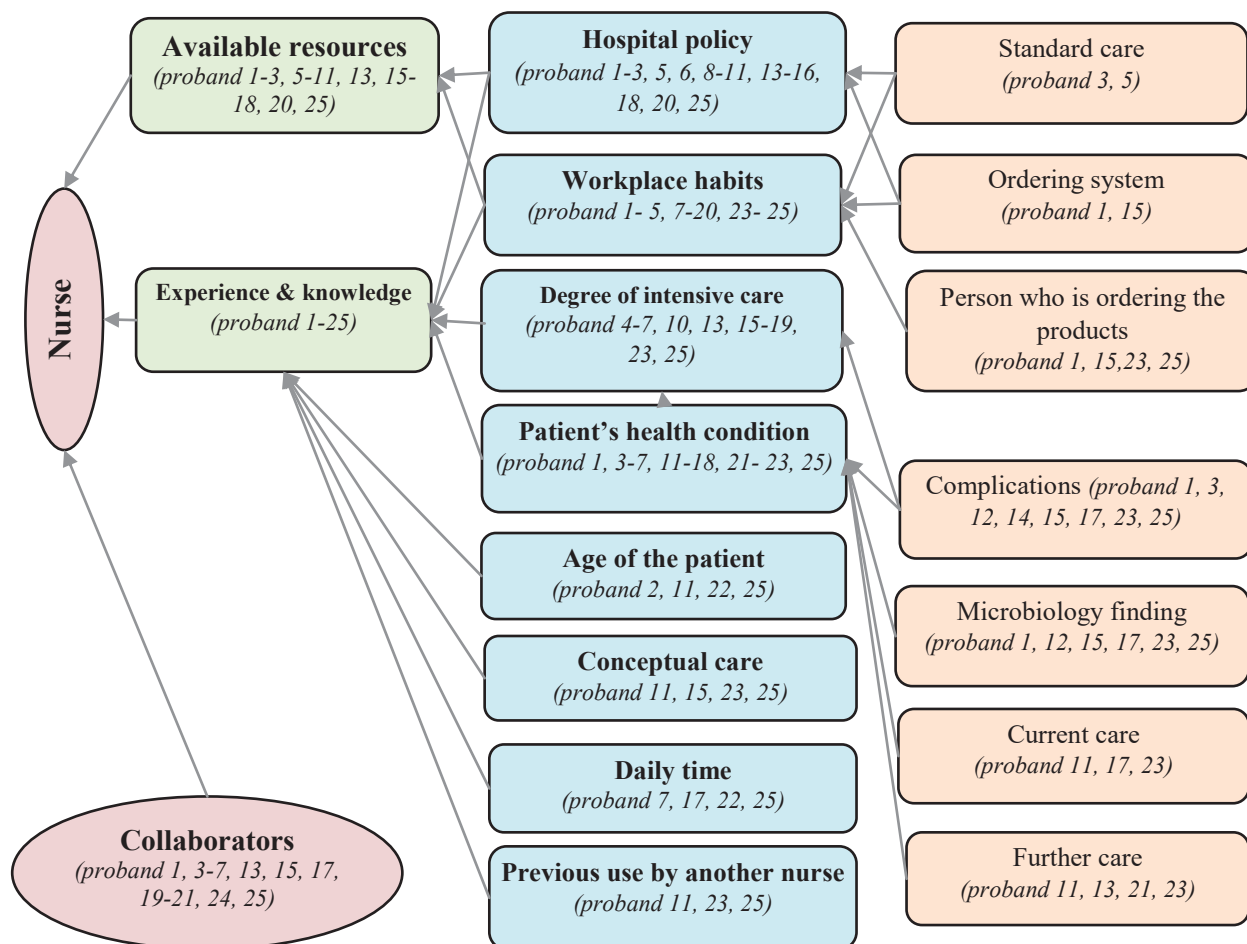 Available resources
(proband 1-3, 5-11, 13, 15-
18, 20, 25)
Hospital policy
(proband 1-3, 5, 6, 8-11, 13-16,
18, 20, 25)
Standard care
(proband 3, 5)
Workplace habits
(proband 1- 5, 7-20, 23- 25)
Ordering system
(proband 1, 15)
Nurse
Experience & knowledge
(proband 1-25)
Degree of intensive care
(proband 4-7, 10, 13, 15-19,
23, 25)
Person who is ordering the
products
(proband 1, 15,23, 25)
Patient’s health condition
(proband 1, 3-7, 11-18, 21- 23, 25)
Complications (proband 1, 3,
12, 14, 15, 17, 23, 25)
Age of the patient
(proband 2, 11, 22, 25)
Microbiology finding
(proband 1, 12, 15, 17, 23, 25)
Conceptual care
(proband 11, 15, 23, 25)
Current care
(proband 11, 17, 23)
Daily time
(proband 7, 17, 22, 25)
Collaborators
(proband 1, 3-7, 13, 15, 17,
19-21, 24, 25)
Previous use by another nurse
(proband 11, 23, 25)
Further care
(proband 11, 13, 21, 23)